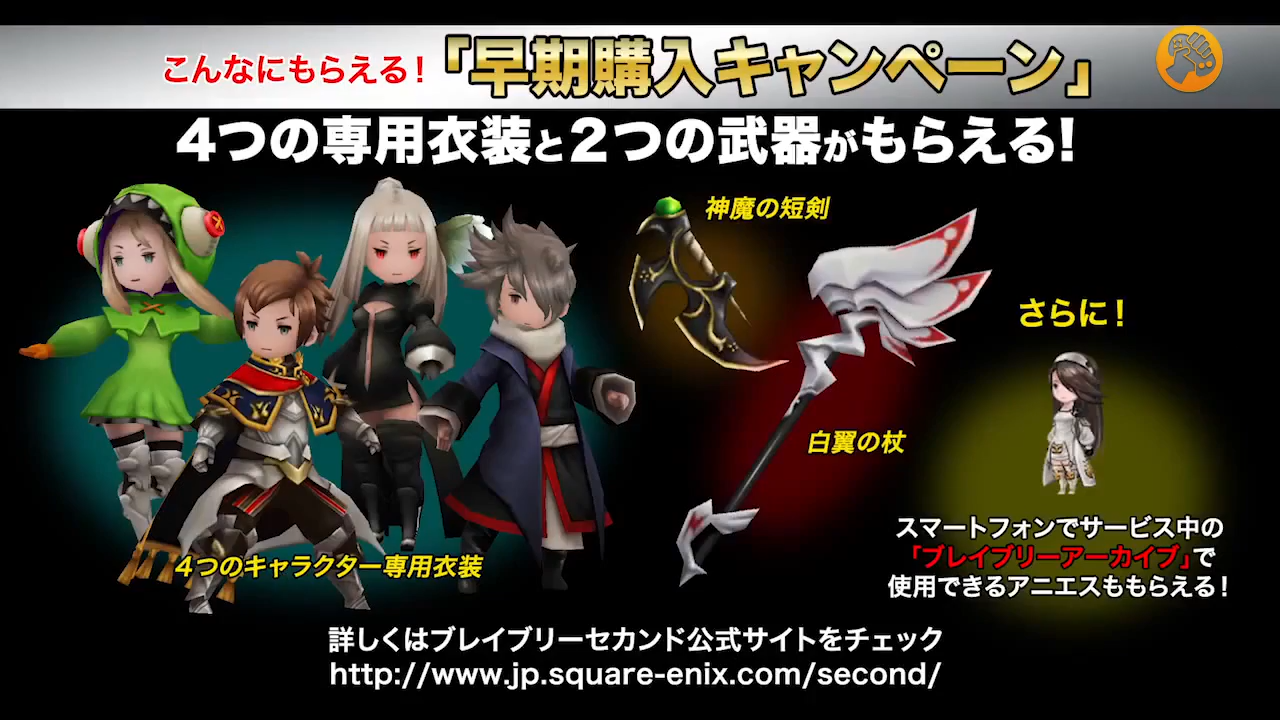 こんなにもらえる！「早期購入キャンペーン」
4つの専用衣装と2つの武器がもらえる!
神魔の短剣
白翼の杖
4つのキャラクター専用衣装
さらに！
スマートフォンでサービス中の
「ブレイブリーアーカイブ」で
使用できるアニエスももらえる！
詳しくはブレイブリーセカンド公式サイトをチェック
http://www.jp.square-enix.com/second/